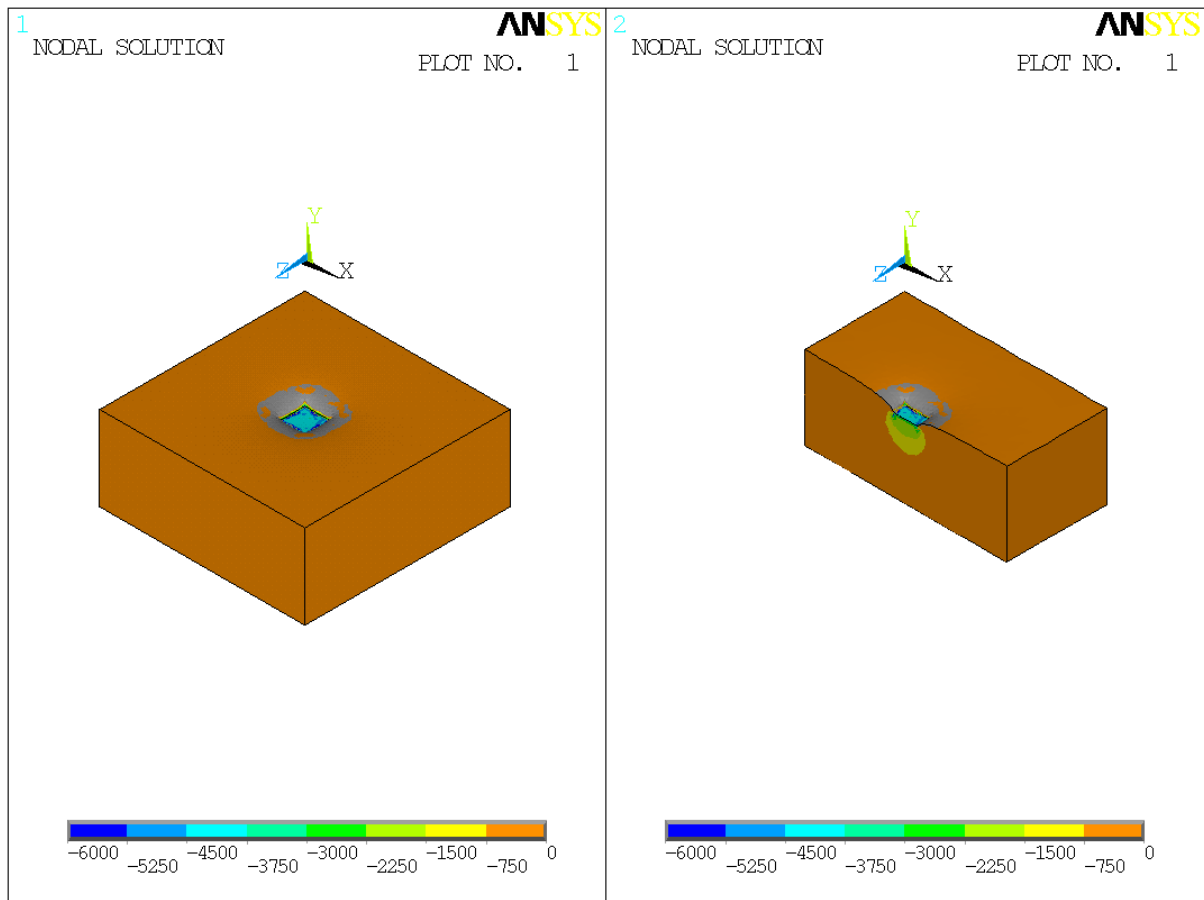 1
ANSYS
NODAL SOLUTION
PLOT NO. 1
Y
Z
X
-6000 -4500 -3000 -1500 0
-5250 -3750 -2250 -750
2
ANSYS
NODAL SOLUTION
PLOT NO. 1
Y
Z
X
-6000 -4500 -3000 -1500 0
-5250 -3750 -2250 -750